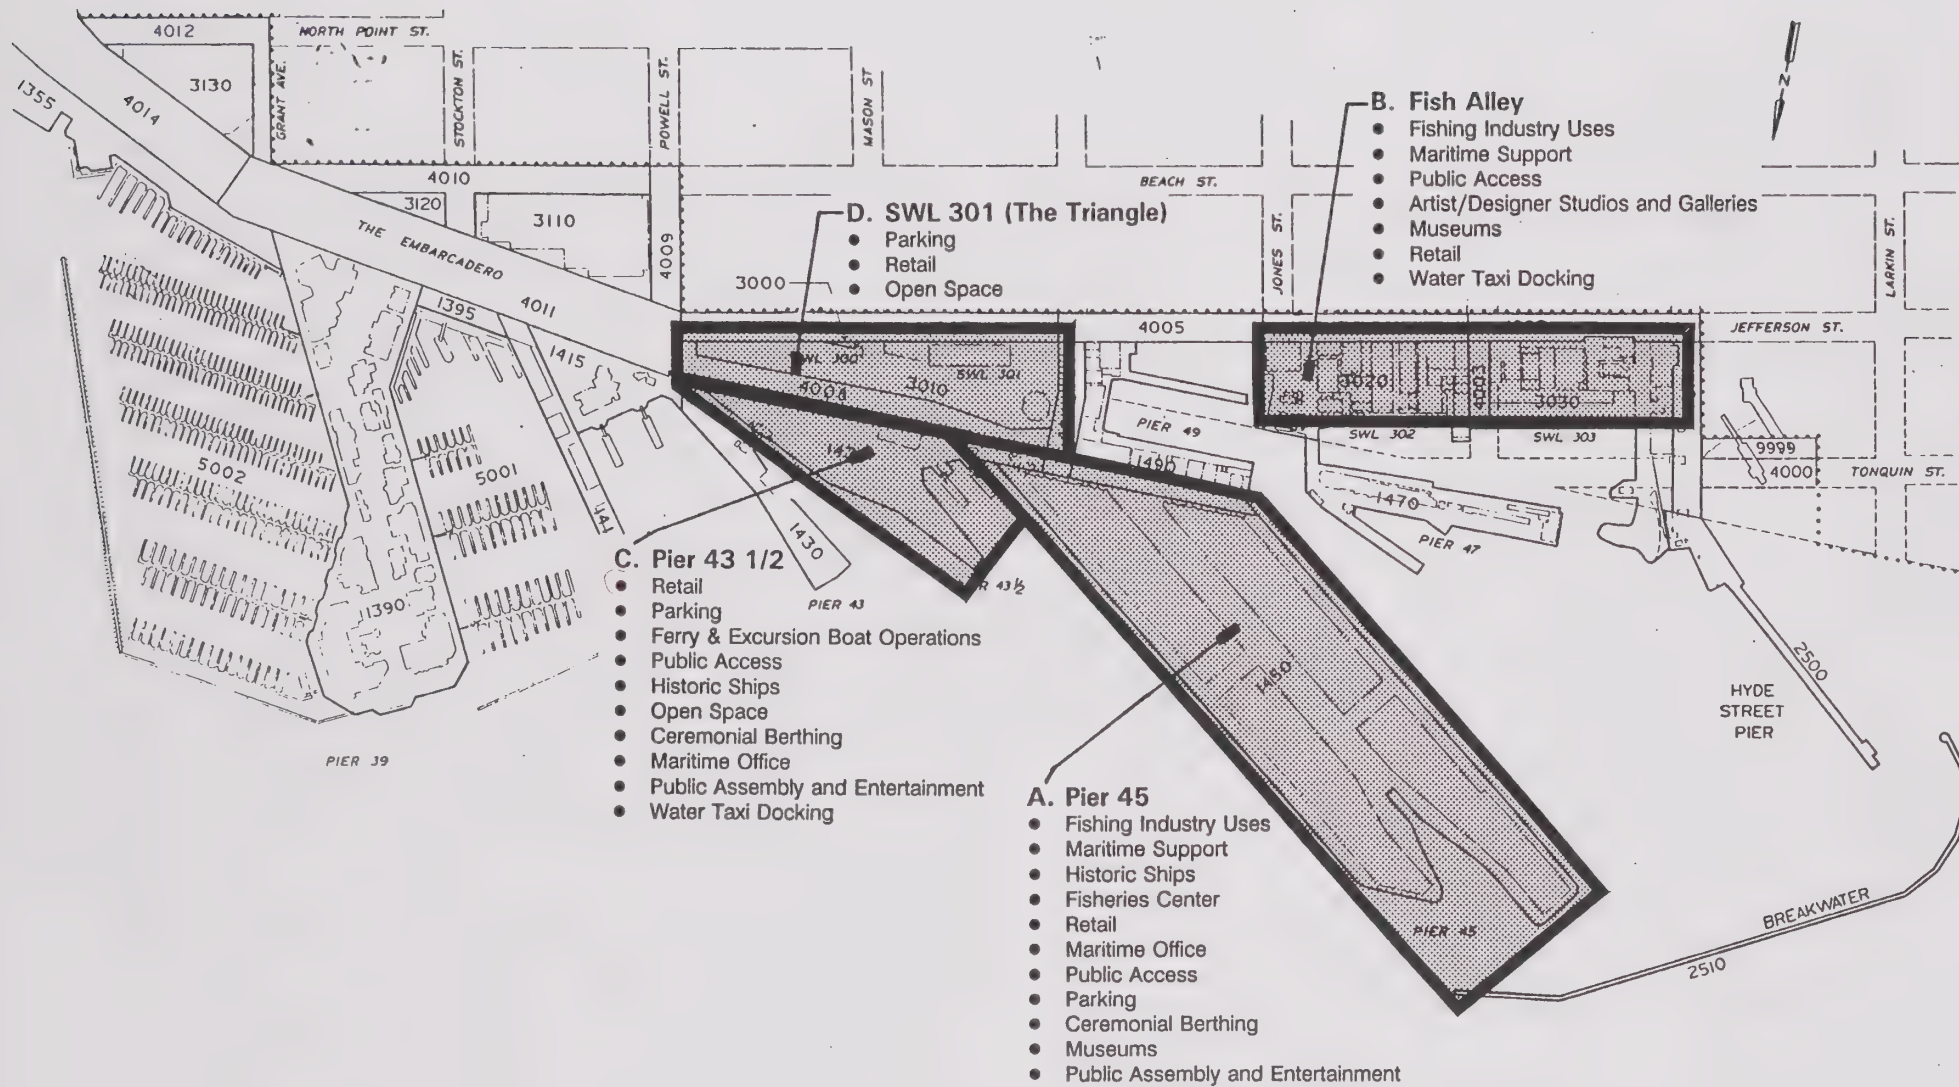 4012
NORTH POINT ST.
3130
GRANT AVE.
STOCKTON ST.
POWELL ST.
MASON ST
1355
4014
N
B. Fish Alley
• Fishing Industry Uses
• Maritime Support
• Public Access
• Artist/Designer Studios and Galleries
• Museums
• Retail
• Water Taxi Docking
4010
BEACH ST.
3120
3110
THE EMBARCADERO
4011
4009
D. SWL 301 (The Triangle)
• Parking
• Retail
• Open Space
3000
JONES ST.
LARKIN ST.
1395
1415
4005
JEFFERSON ST.
SWL 301
3010
4008
3020
4003
3030
PIER 49
SWL 302
SWL 303
1490
9999
4000
TONQUIN ST.
1470
PIER 47
5002
5001
1430
PIER 43
C. Pier 43 1/2
• Retail
• Parking
• Ferry & Excursion Boat Operations
• Public Access
• Historic Ships
• Open Space
• Ceremonial Berthing
• Maritime Office
• Public Assembly and Entertainment
• Water Taxi Docking
1390
PIER 39
1450
2500
HYDE
STREET
PIER
A. Pier 45
• Fishing Industry Uses
• Maritime Support
• Historic Ships
• Fisheries Center
• Retail
• Maritime Office
• Public Access
• Parking
• Ceremonial Berthing
• Museums
• Public Assembly and Entertainment
PIER 45
BREAKWATER
2510